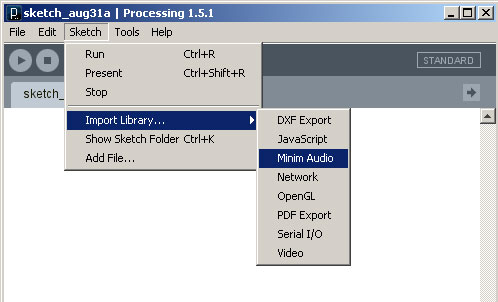 sketch_aug31a | Processing 1.5.1
File Edit Sketch Tools Help
Run Ctrl+R
Present Ctrl+Shift+R
Stop
STANDARD
sketch_
Import Library... DXF Export
Show Sketch Folder Ctrl+K JavaScript
Add File... Minim Audio
Network
OpenGL
PDF Export
Serial I/O
Video